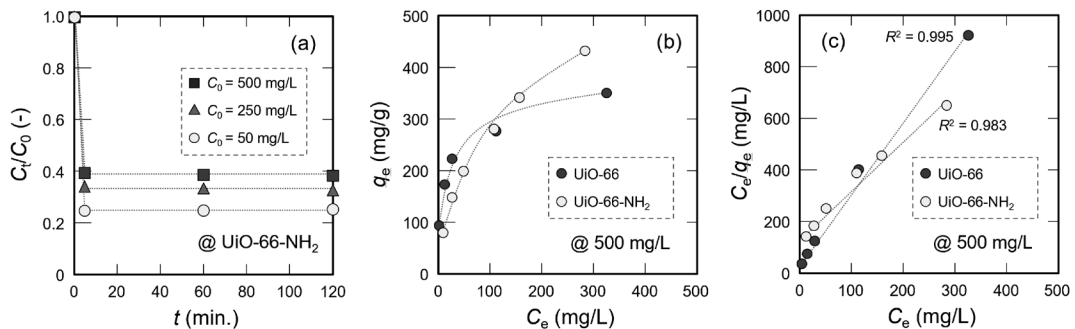 (a)
C₀ = 500 mg/L
C₀ = 250 mg/L
C₀ = 50 mg/L
@ UiO-66-NH₂
Cₜ/C₀ (-)
1.0
0.8
0.6
0.4
0.2
0
0 20 40 60 80 100 120
t (min.)
(b)
UiO-66
UiO-66-NH₂
@ 500 mg/L
qₑ (mg/g)
500
400
300
200
100
0
0 100 200 300 400 500
Cₑ (mg/L)
(c)
R² = 0.995
R² = 0.983
UiO-66
UiO-66-NH₂
@ 500 mg/L
Cₑ/qₑ (mg/L)
1000
800
600
400
200
0
0 100 200 300 400 500
Cₑ (mg/L)